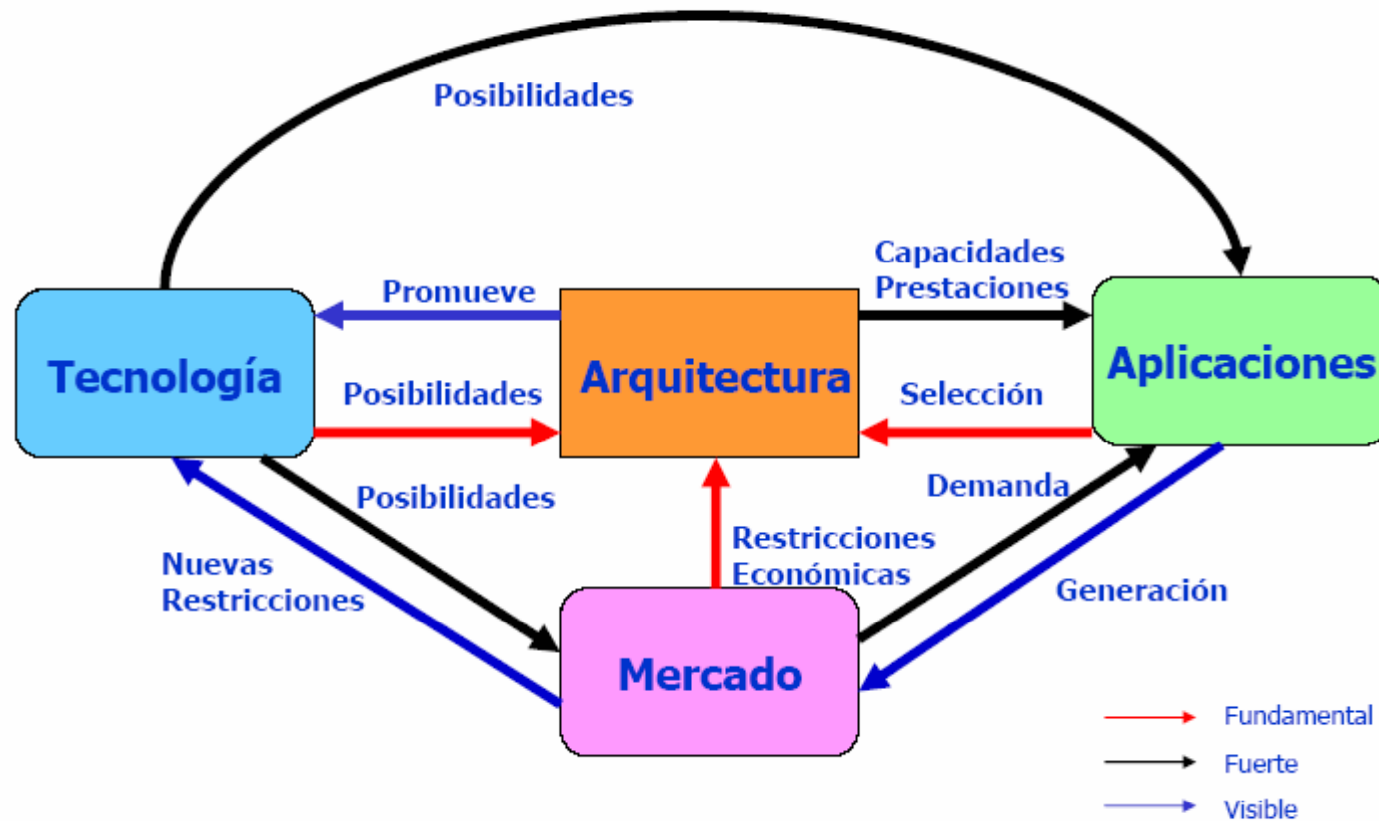 Posibilidades
Capacidades
Prestaciones
Promueve
Tecnología
Arquitectura
Aplicaciones
Posibilidades
Selección
Posibilidades
Demanda
Nuevas
Restricciones
Restricciones
Económicas
Generación
Mercado
Fundamental
Fuerte
Visible